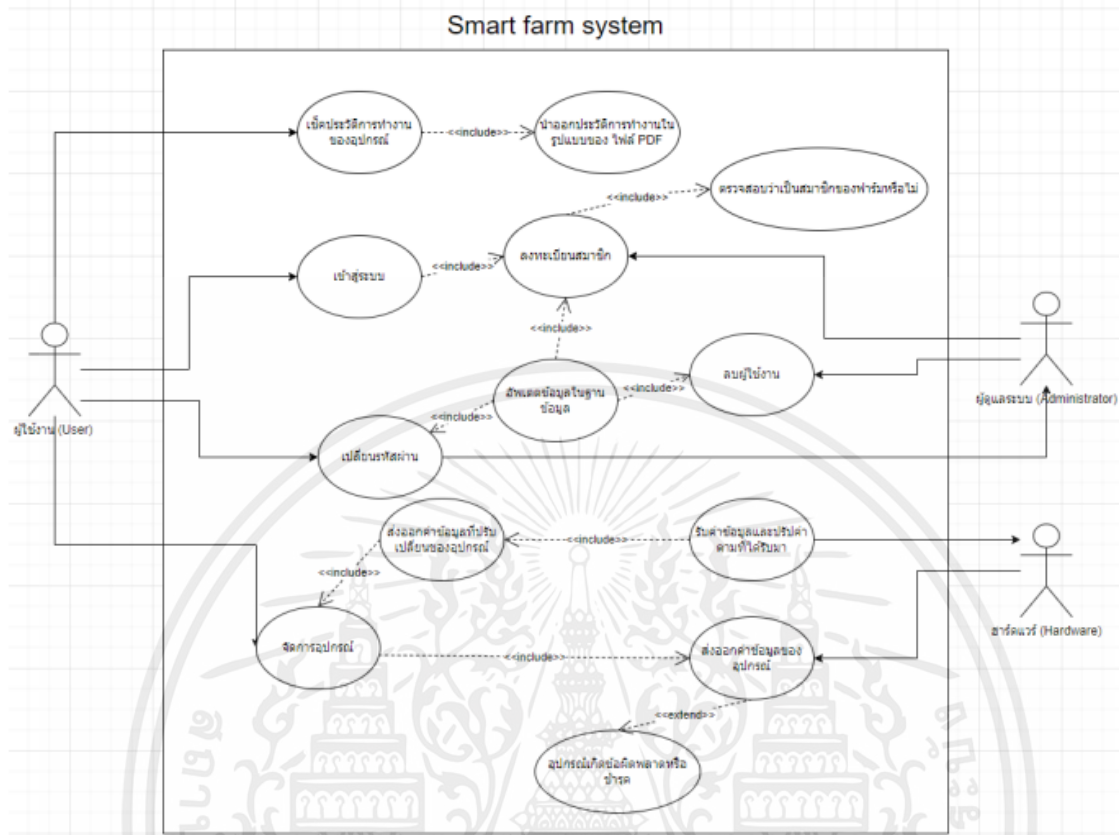 Smart farm system
เช็คประวัติการทำงาน
ของอุปกรณ์
<<include>>
นำออกประวัติการทำงานใน
รูปแบบของ ไฟล์ PDF
<<include>>
ตรวจสอบว่าเป็นสมาชิกของฟาร์มหรือไม่
เข้าสู่ระบบ
<<include>>
ลงทะเบียนสมาชิก
<<include>>
ผู้ใช้งาน (User)
อัพเดตข้อมูลในฐาน
ข้อมูล
<<include>>
ลบผู้ใช้งาน
ผู้ดูแลระบบ (Administrator)
<<include>>
เปลี่ยนรหัสผ่าน
ส่งออกค่าข้อมูลที่ปรับ
เปลี่ยนของอุปกรณ์
<<include>>
รับค่าข้อมูลและปรับค่า
ตามที่ได้รับมา
<<include>>
ฮาร์ดแวร์ (Hardware)
จัดการอุปกรณ์
<<include>>
ส่งออกค่าข้อมูลของ
อุปกรณ์
<<extend>>
อุปกรณ์เกิดข้อผิดพลาดหรือ
ชำรุด